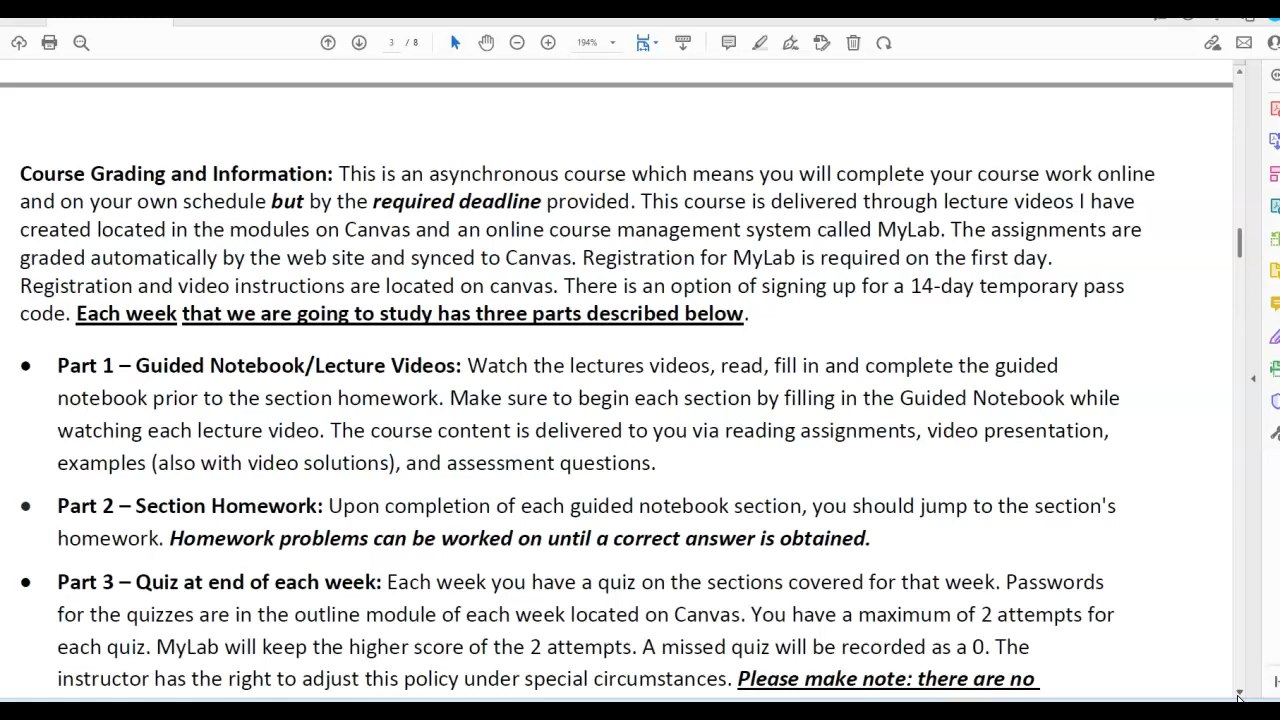 3 / 8
194%
Course Grading and Information: This is an asynchronous course which means you will complete your course work online
and on your own schedule but by the required deadline provided. This course is delivered through lecture videos I have
created located in the modules on Canvas and an online course management system called MyLab. The assignments are
graded automatically by the web site and synced to Canvas. Registration for MyLab is required on the first day.
Registration and video instructions are located on canvas. There is an option of signing up for a 14-day temporary pass
code. Each week that we are going to study has three parts described below.
● Part 1 – Guided Notebook/Lecture Videos: Watch the lectures videos, read, fill in and complete the guided
notebook prior to the section homework. Make sure to begin each section by filling in the Guided Notebook while
watching each lecture video. The course content is delivered to you via reading assignments, video presentation,
examples (also with video solutions), and assessment questions.
● Part 2 – Section Homework: Upon completion of each guided notebook section, you should jump to the section's
homework. Homework problems can be worked on until a correct answer is obtained.
● Part 3 – Quiz at end of each week: Each week you have a quiz on the sections covered for that week. Passwords
for the quizzes are in the outline module of each week located on Canvas. You have a maximum of 2 attempts for
each quiz. MyLab will keep the higher score of the 2 attempts. A missed quiz will be recorded as a 0. The
instructor has the right to adjust this policy under special circumstances. Please make note: there are no